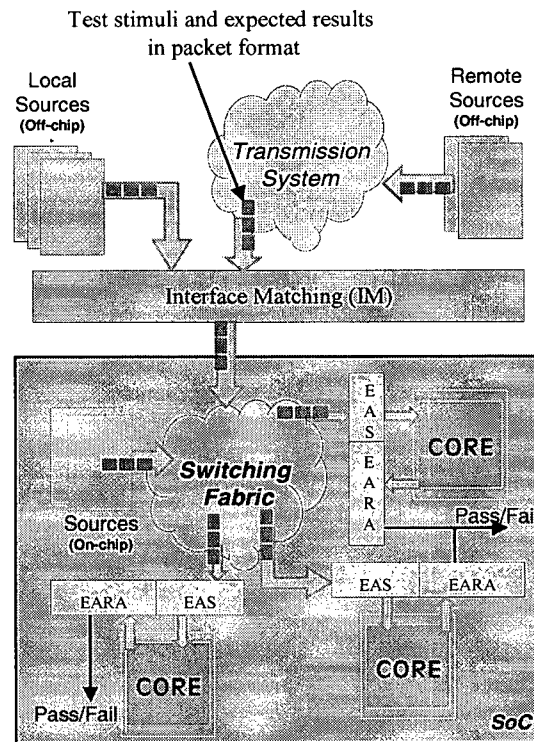 Test stimuli and expected results
in packet format
Local
Sources
(Off-chip)
Remote
Sources
(Off-chip)
Transmission
System
Interface Matching (IM)
EAS
EARA
CORE
Switching
Fabric
Sources
(On-chip)
Pass/Fail
EARA
EAS
EAS
EARA
CORE
CORE
Pass/Fail
SoC